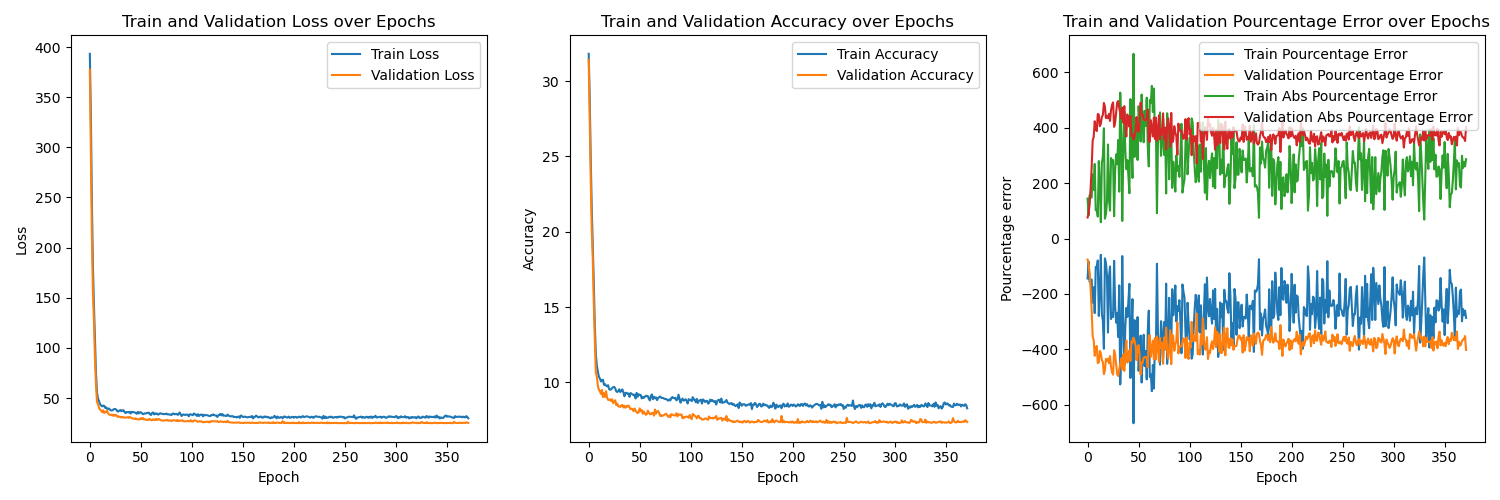 Train and Validation Loss over Epochs
400
350
300
250
200
150
100
50
Loss
0 50 100 150 200 250 300 350
Epoch
Train Loss
Validation Loss
Train and Validation Accuracy over Epochs
30
25
20
15
10
Accuracy
0 50 100 150 200 250 300 350
Epoch
Train Accuracy
Validation Accuracy
Train and Validation Pourcentage Error over Epochs
600
400
200
0
−200
−400
−600
Pourcentage error
0 50 100 150 200 250 300 350
Epoch
Train Pourcentage Error
Validation Pourcentage Error
Train Abs Pourcentage Error
Validation Abs Pourcentage Error